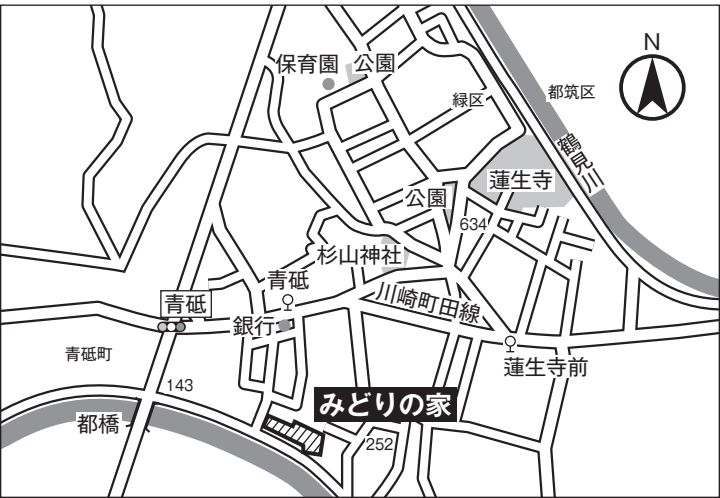 N
保育園
公園
緑区
都筑区
鶴見川
蓮生寺
公園
634
杉山神社
青砥
川崎町田線
青砥
銀行
青砥町
蓮生寺前
143
みどりの家
都橋
252